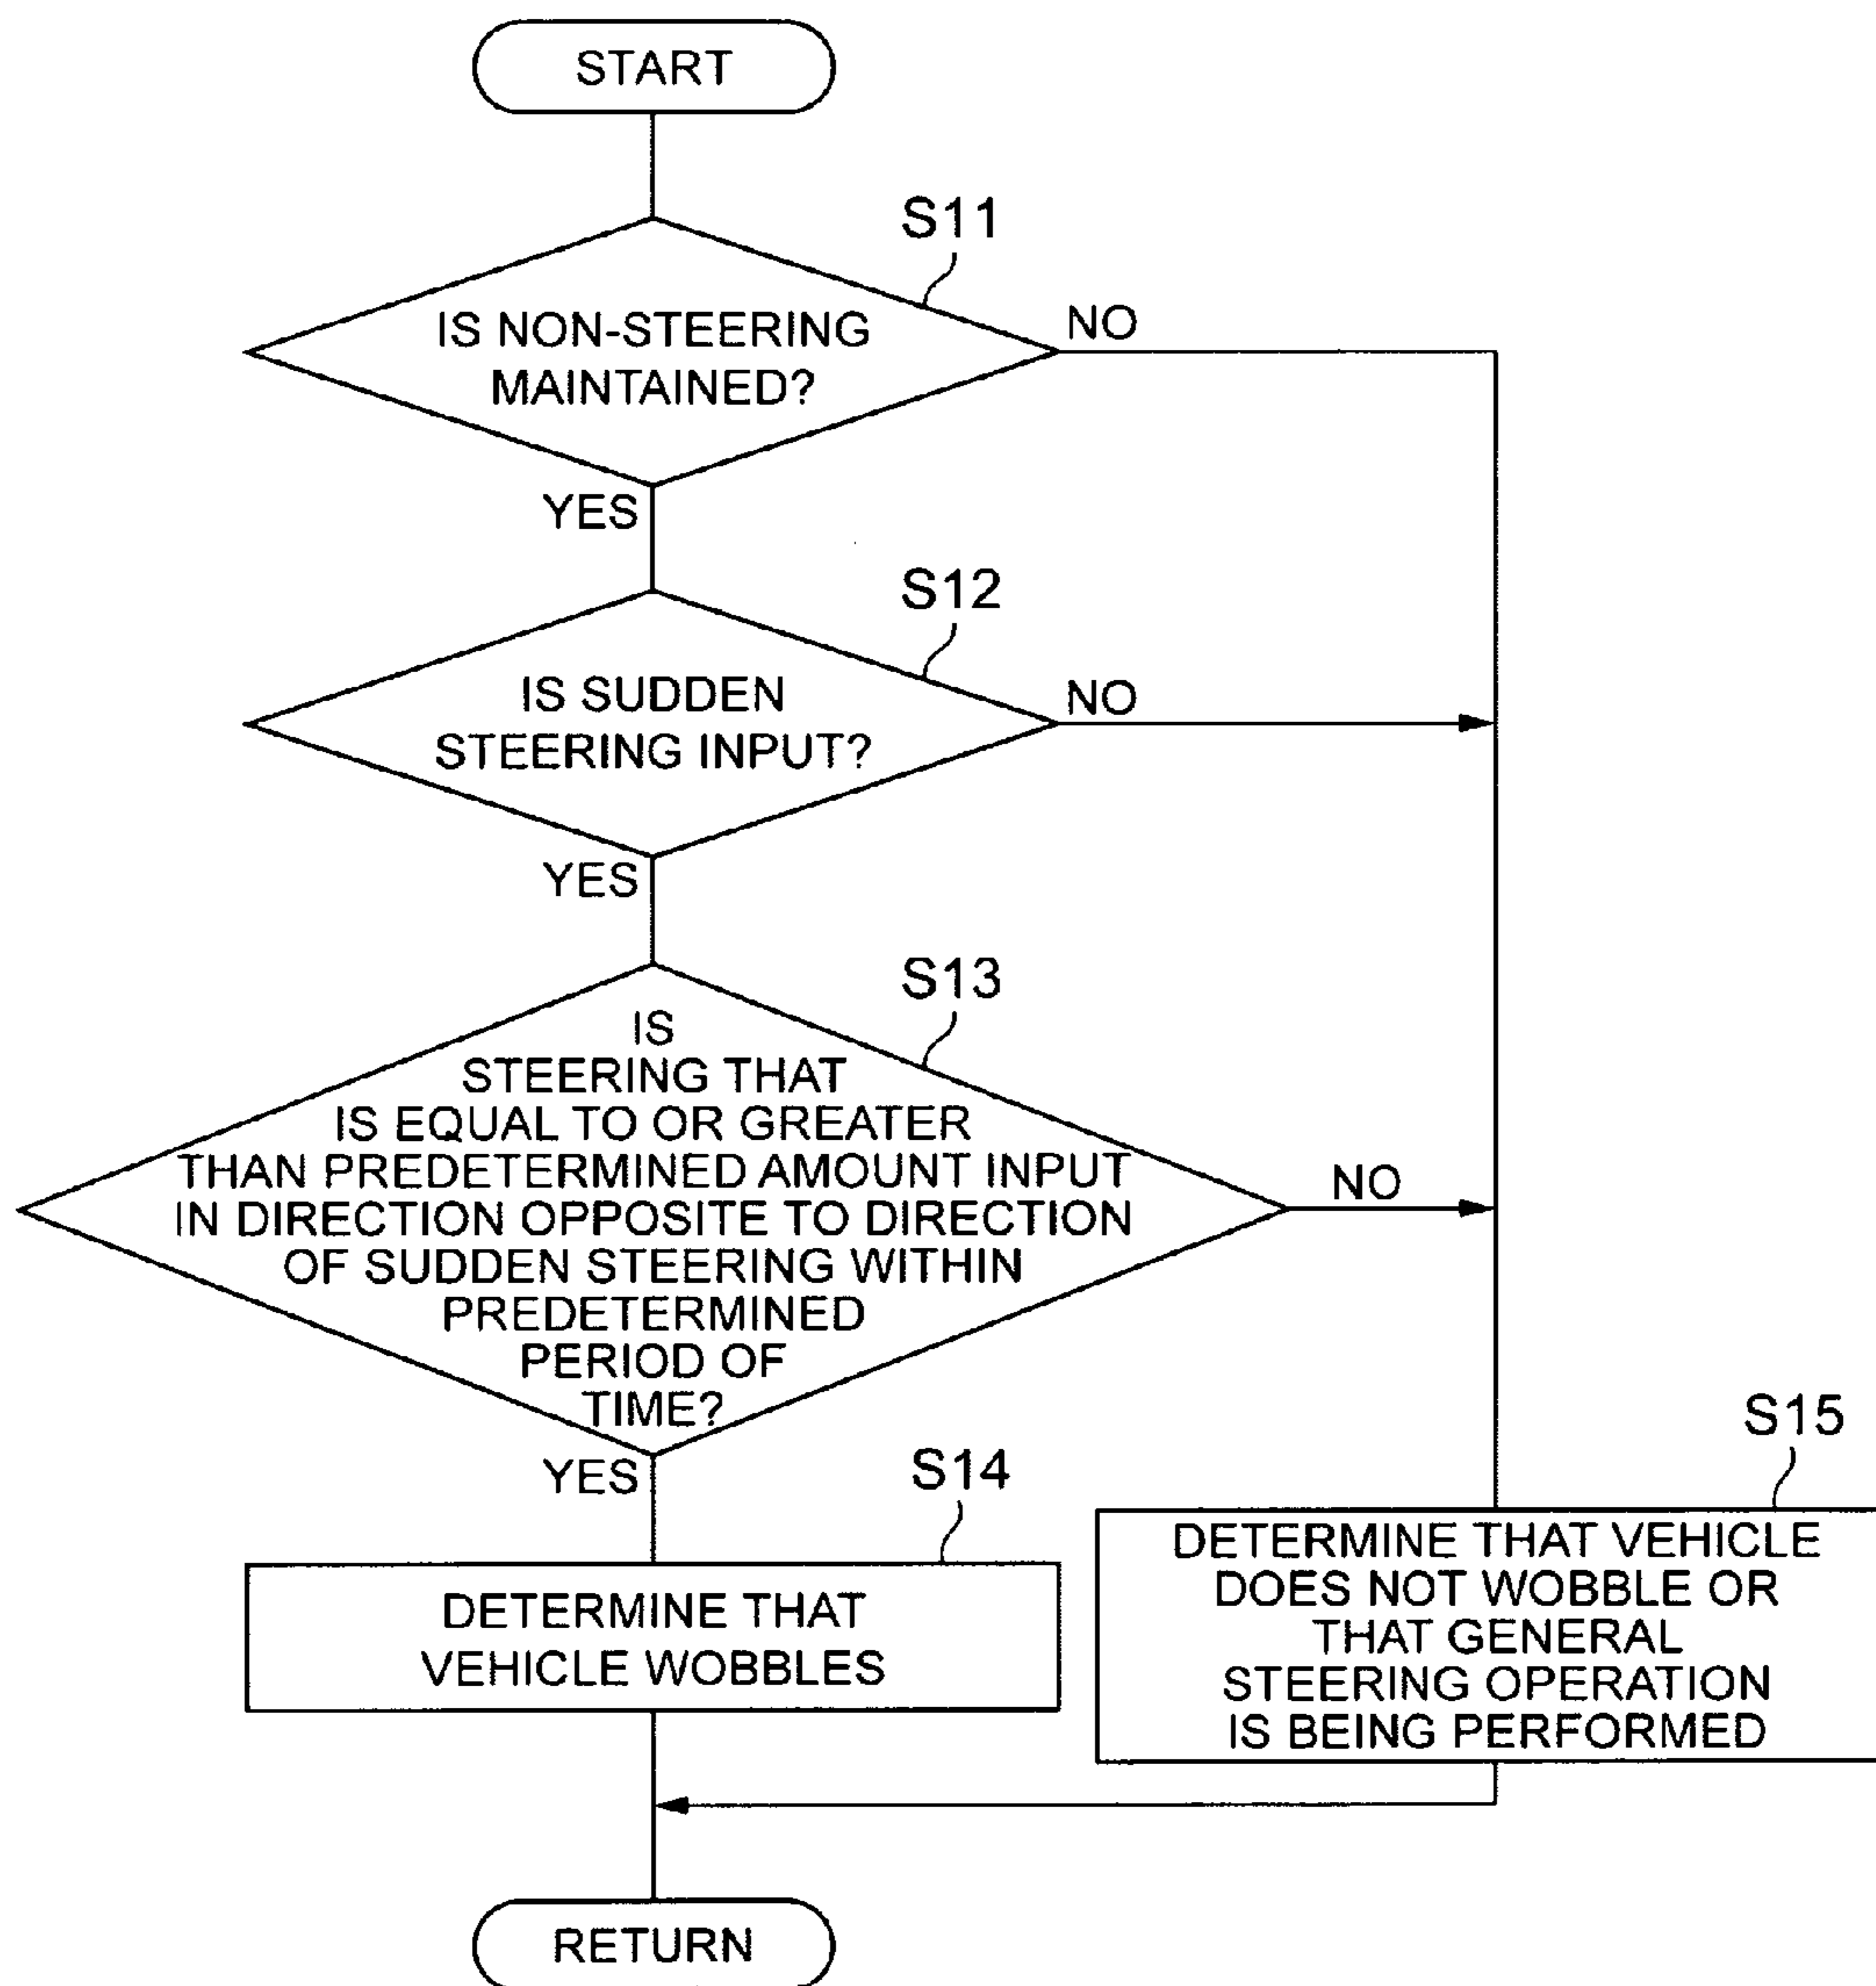 START
S11
IS NON-STEERING
MAINTAINED?
NO
YES
S12
IS SUDDEN
STEERING INPUT?
NO
YES
S13
IS
STEERING THAT
IS EQUAL TO OR GREATER
THAN PREDETERMINED AMOUNT INPUT
IN DIRECTION OPPOSITE TO DIRECTION
OF SUDDEN STEERING WITHIN
PREDETERMINED
PERIOD OF
TIME?
NO
YES
S14
DETERMINE THAT
VEHICLE WOBBLES
S15
DETERMINE THAT VEHICLE
DOES NOT WOBBLE OR
THAT GENERAL
STEERING OPERATION
IS BEING PERFORMED
RETURN